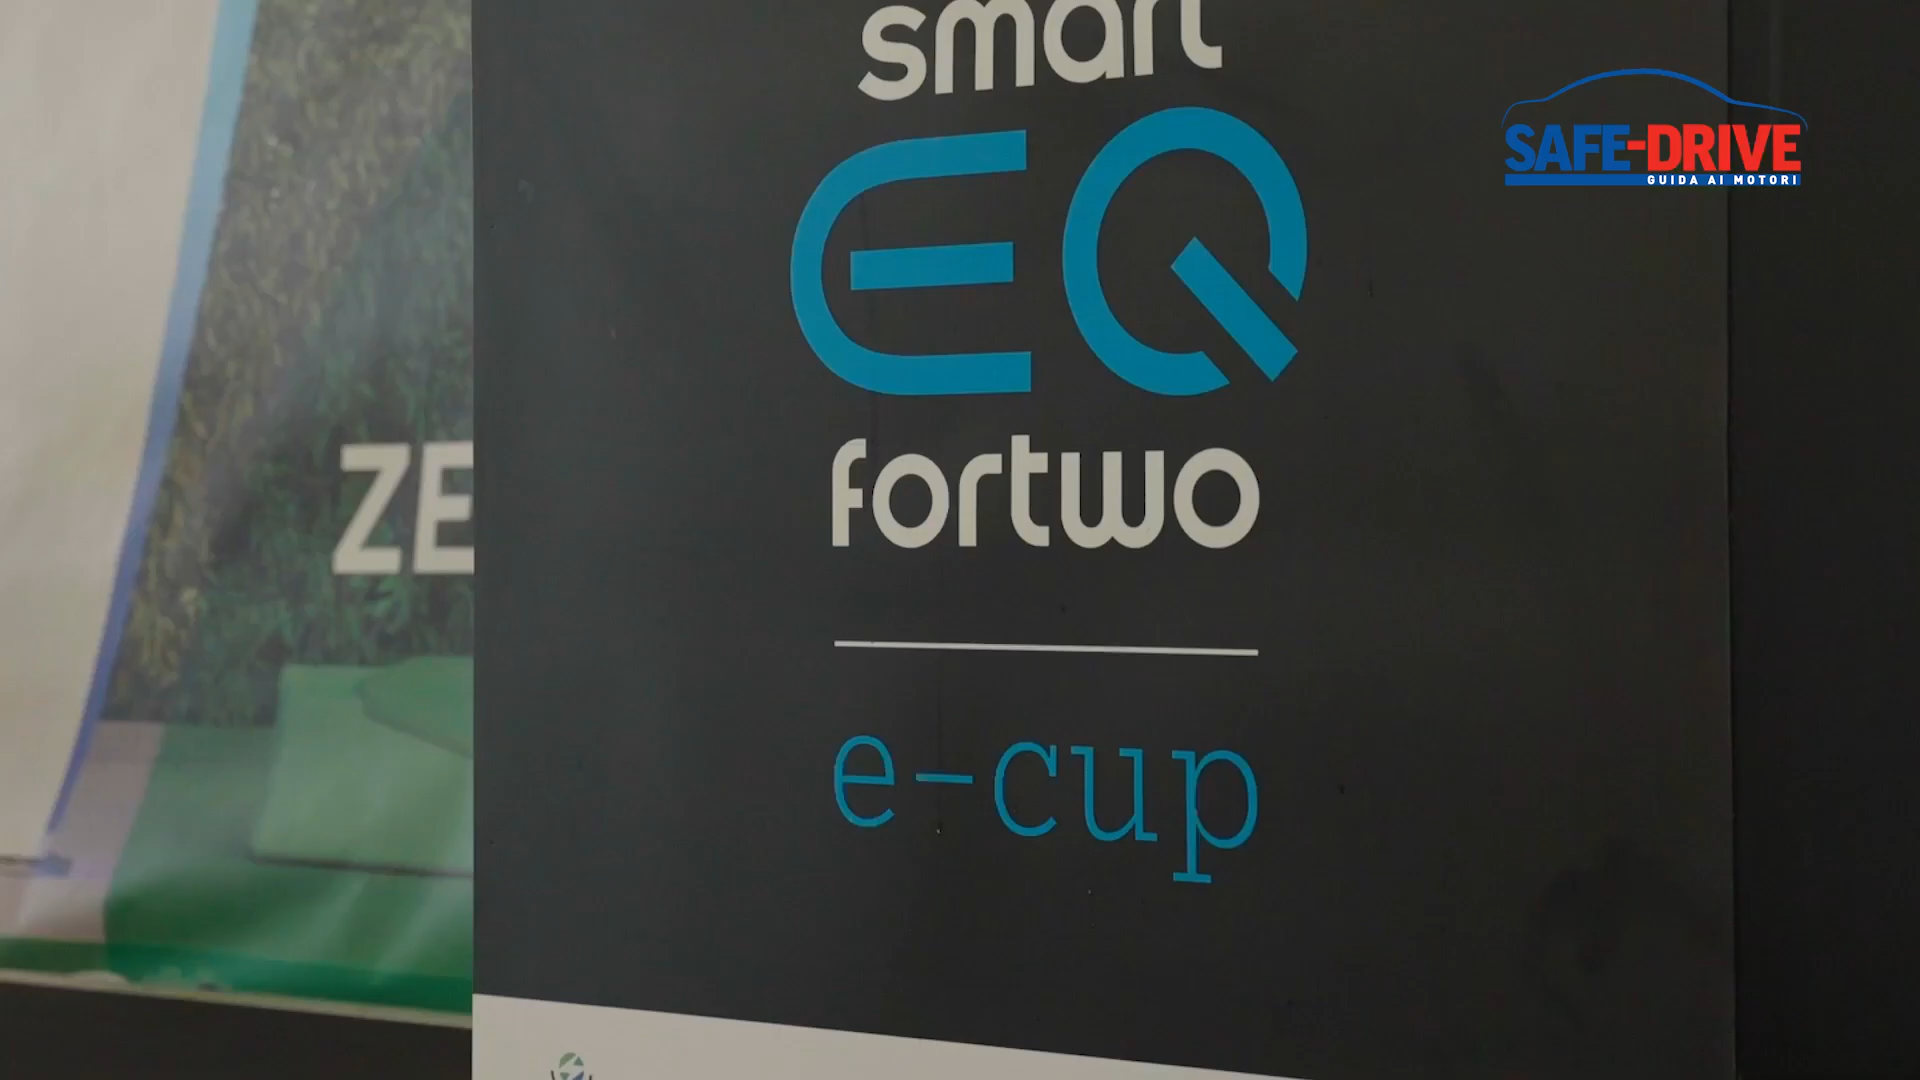 smart
EQ
fortwo
e-cup
SAFE-DRIVE
GUIDA AI MOTORI
ZE